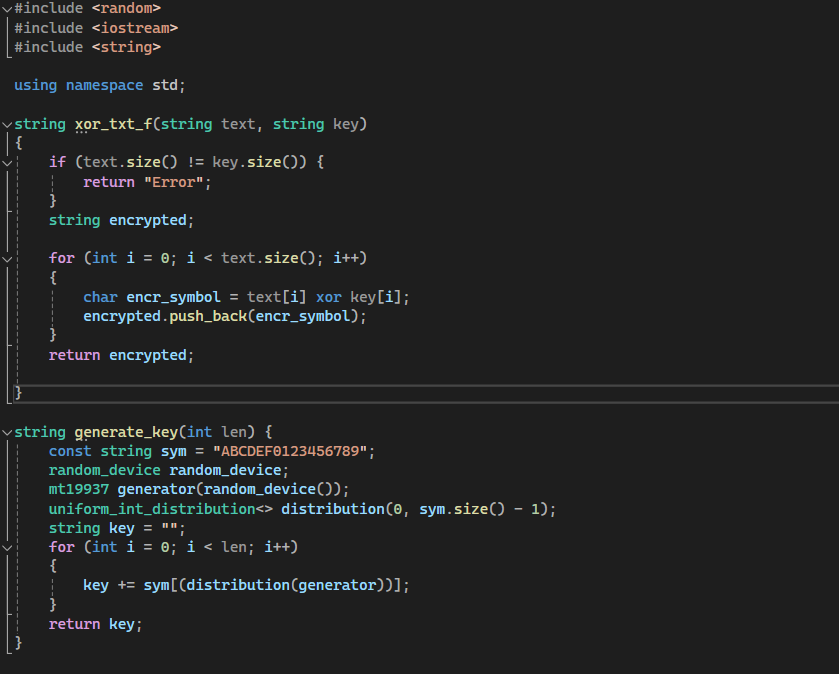 #include <random>
#include <iostream>
#include <string>
using namespace std;
string xor_txt_f(string text, string key)
{
if (text.size() != key.size()) {
return "Error";
}
string encrypted;
for (int i = 0; i < text.size(); i++)
{
char encr_symbol = text[i] xor key[i];
encrypted.push_back(encr_symbol);
}
return encrypted;
}
string generate_key(int len) {
const string sym = "ABCDEF0123456789";
random_device random_device;
mt19937 generator(random_device());
uniform_int_distribution<> distribution(0, sym.size() - 1);
string key = "";
for (int i = 0; i < len; i++)
{
key += sym[(distribution(generator))];
}
return key;
}